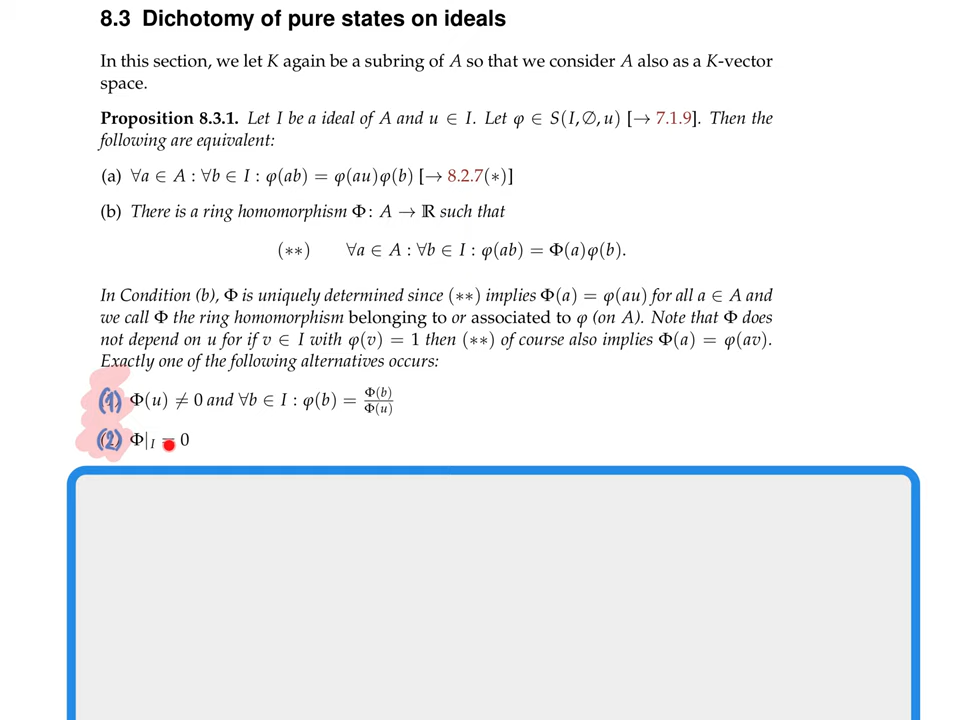 8.3 Dichotomy of pure states on ideals
In this section, we let K again be a subring of A so that we consider A also as a K-vector
space.
Proposition 8.3.1. Let I be a ideal of A and u ∈ I. Let φ ∈ S(I, ∅, u) [→ 7.1.9]. Then the
following are equivalent:
(a) ∀a ∈ A : ∀b ∈ I : φ(ab) = φ(au)φ(b) [→ 8.2.7(∗)]
(b) There is a ring homomorphism Φ: A → ℝ such that
(∗∗) ∀a ∈ A : ∀b ∈ I : φ(ab) = Φ(a)φ(b).
In Condition (b), Φ is uniquely determined since (∗∗) implies Φ(a) = φ(au) for all a ∈ A and
we call Φ the ring homomorphism belonging to or associated to φ (on A). Note that Φ does
not depend on u for if v ∈ I with φ(v) = 1 then (∗∗) of course also implies Φ(a) = φ(av).
Exactly one of the following alternatives occurs:
(1) Φ(u) ≠ 0 and ∀b ∈ I : φ(b) = Φ(b)/Φ(u)
(2) Φ|I = 0